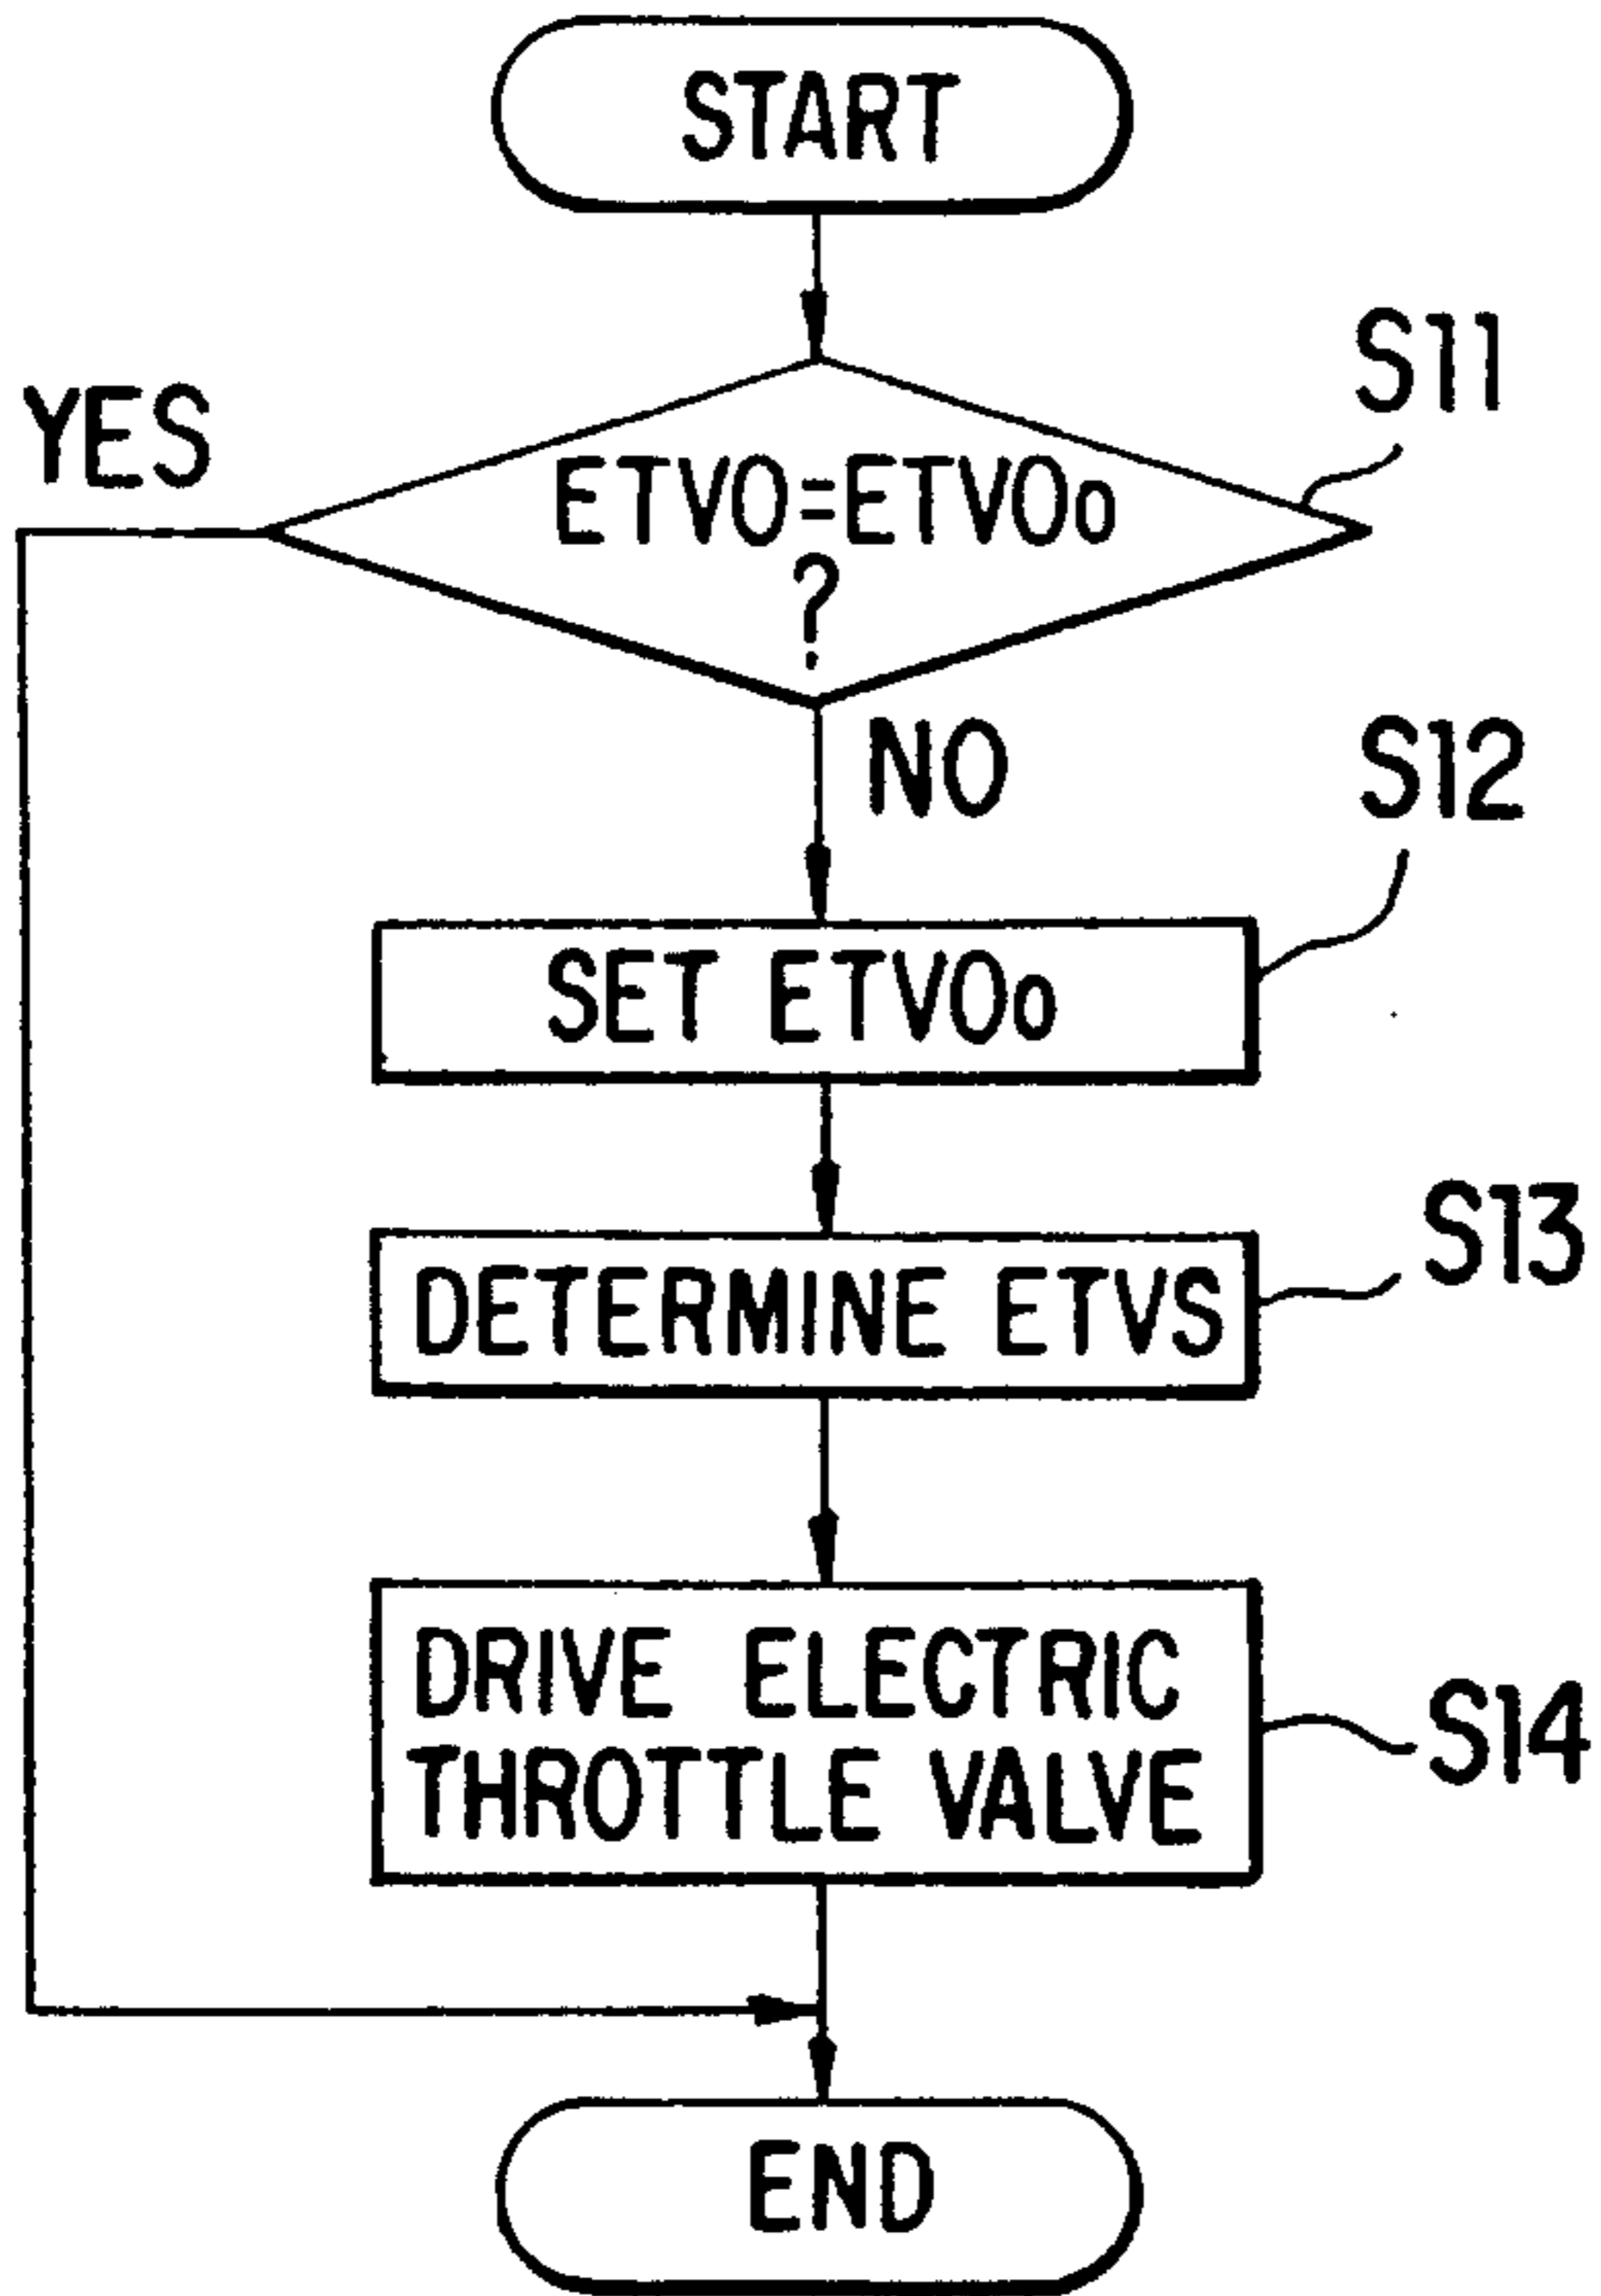 START
S11
YES
ETVO=ETVOo
?
NO
S12
SET ETVOo
S13
DETERMINE ETVS
DRIVE ELECTRIC
THROTTLE VALVE
S14
END